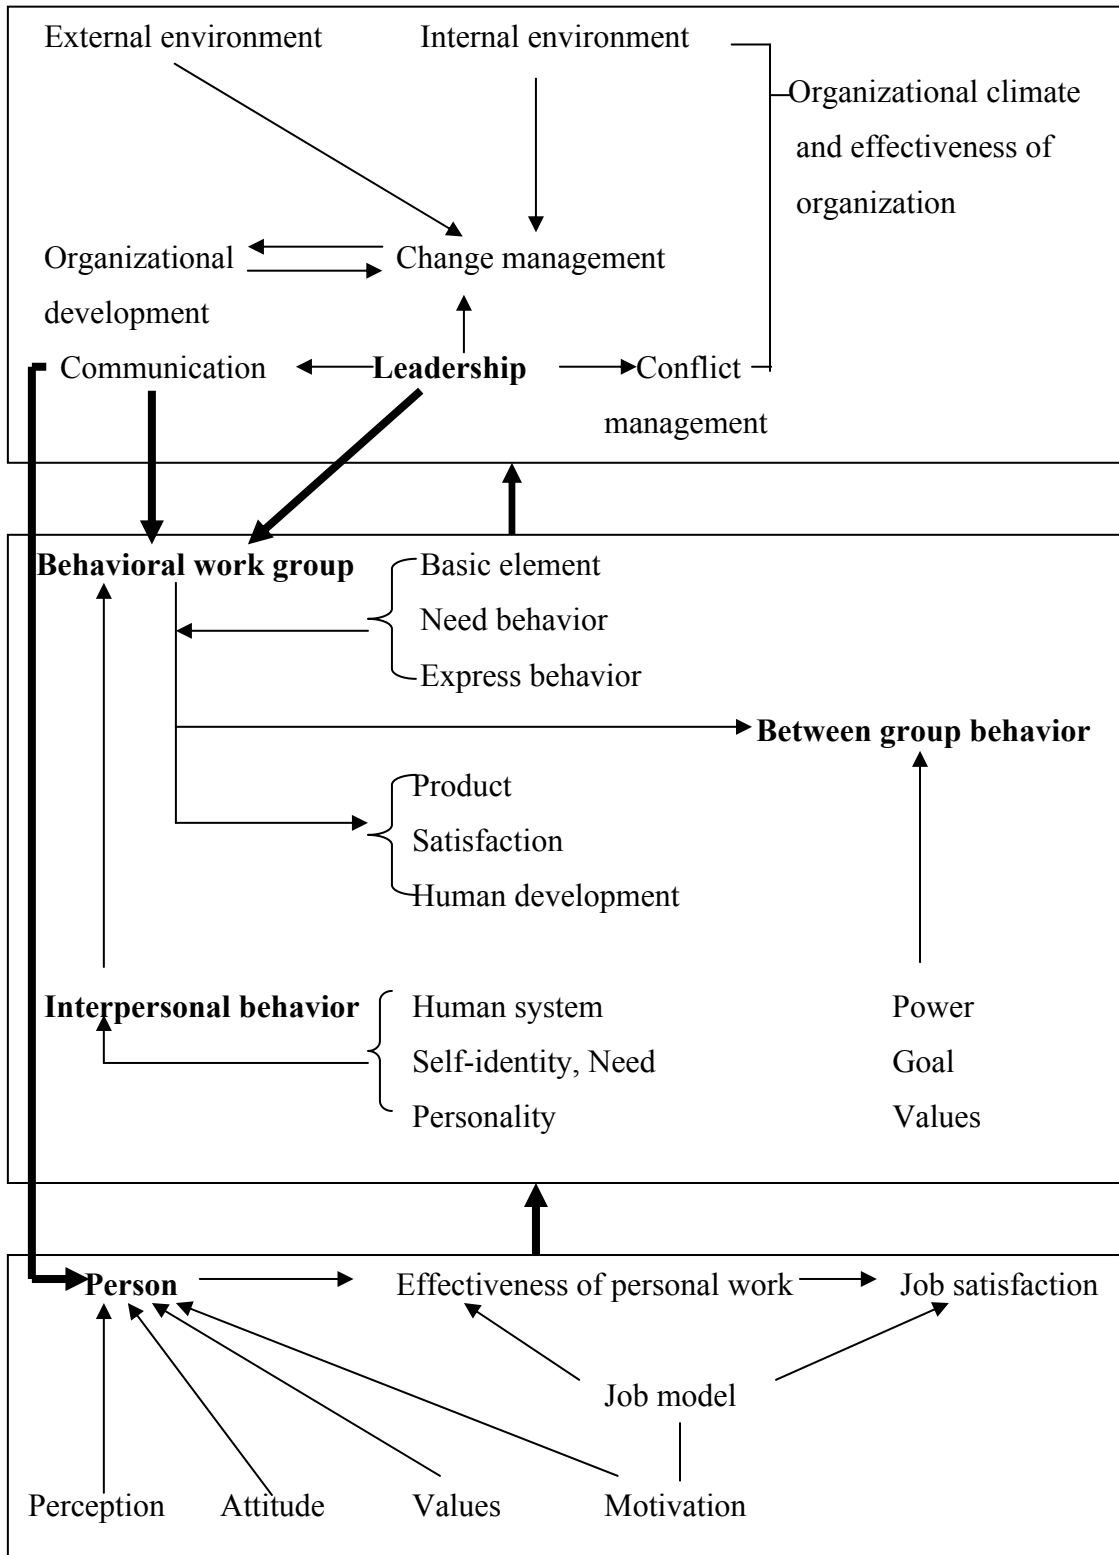 External environment
Internal environment
Organizational climate
and effectiveness of
organization
Organizational
development
Change management
Communication
Leadership
Conflict
management
Behavioral work group
Basic element
Need behavior
Express behavior
Between group behavior
Product
Satisfaction
Human development
Interpersonal behavior
Human system
Self-identity, Need
Personality
Power
Goal
Values
Person
Effectiveness of personal work
Job satisfaction
Job model
Perception
Attitude
Values
Motivation